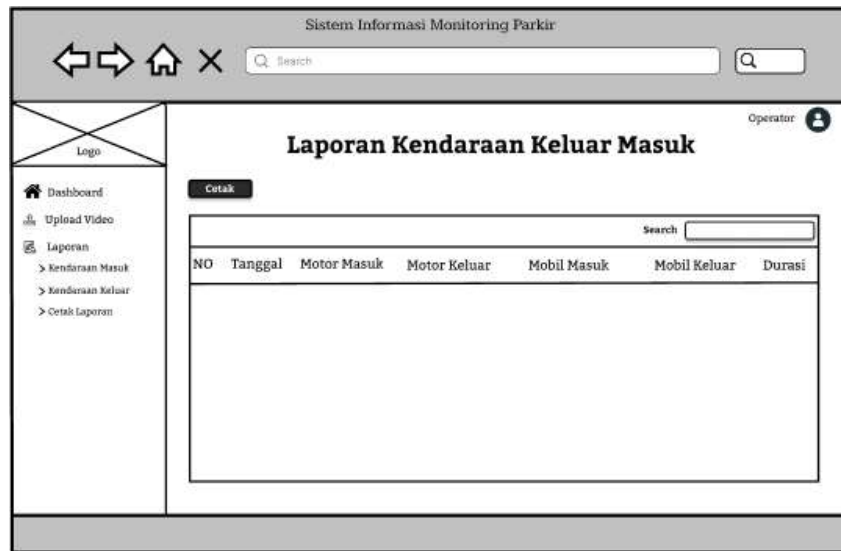 Sistem Informasi Monitoring Parkir
Search
Operator
Logo
Laporan Kendaraan Keluar Masuk
Dashboard
Upload Video
Laporan
Kendaraan Masuk
Kendaraan Keluar
Cetak Laporan
Cetak
Search
NO Tanggal Motor Masuk Motor Keluar Mobil Masuk Mobil Keluar Durasi